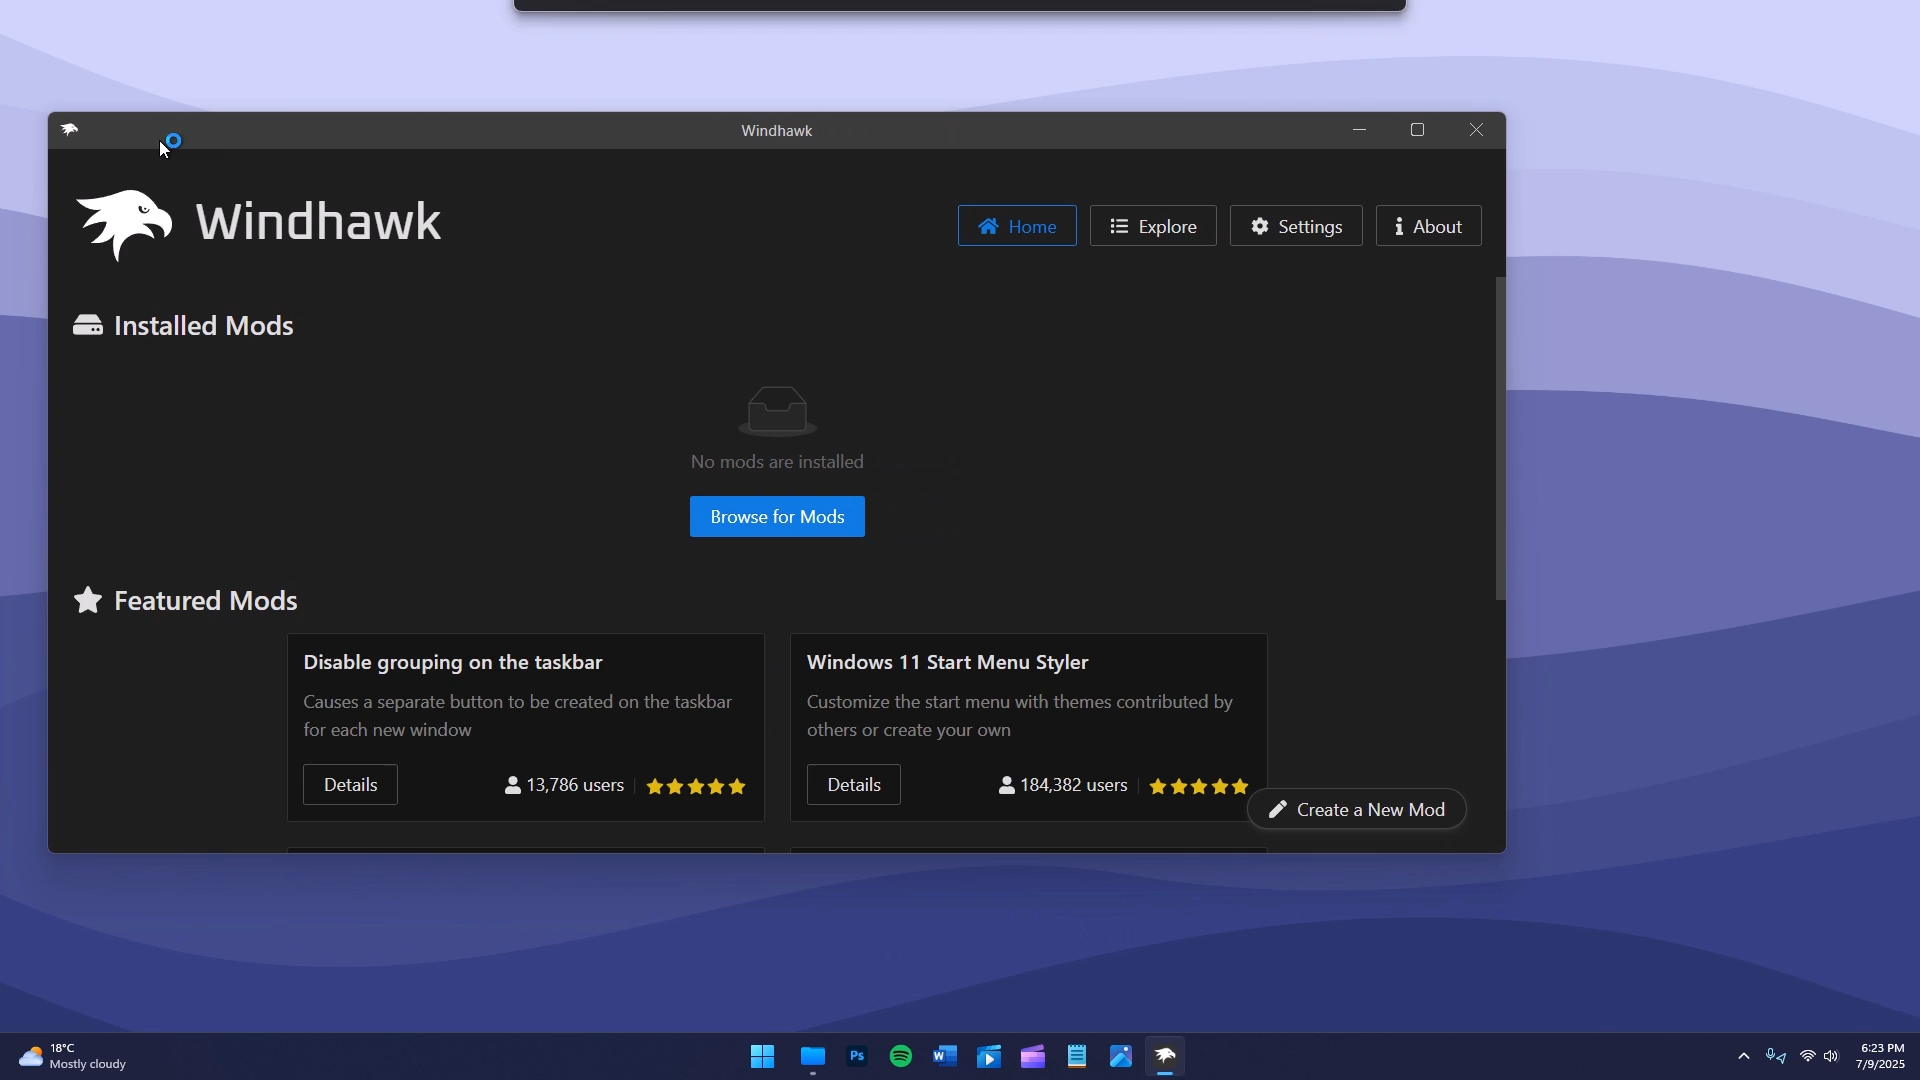 Windhawk
Windhawk
Home
Explore
Settings
About
Installed Mods
No mods are installed
Browse for Mods
Featured Mods
Disable grouping on the taskbar
Causes a separate button to be created on the taskbar
for each new window
Details
13,786 users
Windows 11 Start Menu Styler
Customize the start menu with themes contributed by
others or create your own
Details
184,382 users
Create a New Mod
18°C
Mostly cloudy
Ps
W
6:23 PM
7/9/2025